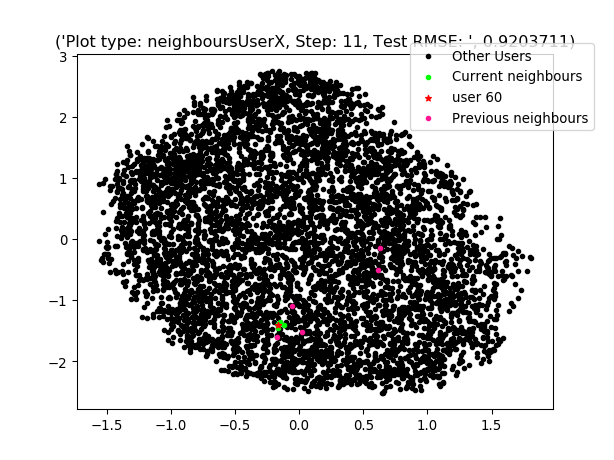 ('Plot type: neighboursUserX, Step: 11, Test RMSE: ', 0.9203711)
Other Users
Current neighbours
user 60
Previous neighbours
3
2
1
0
−1
−2
−1.5 −1.0 −0.5 0.0 0.5 1.0 1.5